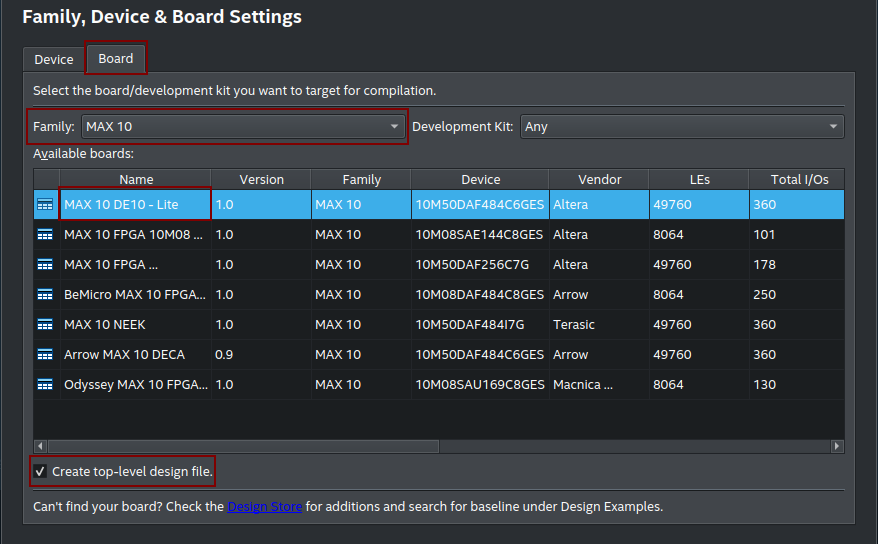 Family, Device & Board Settings
Device Board
Select the board/development kit you want to target for compilation.
Family: MAX 10 Development Kit: Any
Available boards:
Name Version Family Device Vendor LEs Total I/Os
MAX 10 DE10 - Lite 1.0 MAX 10 10M50DAF484C6GES Altera 49760 360
MAX 10 FPGA 10M08 ... 1.0 MAX 10 10M08SAE144C8GES Altera 8064 101
MAX 10 FPGA ... 1.0 MAX 10 10M50DAF256C7G Altera 49760 178
BeMicro MAX 10 FPGA... 1.0 MAX 10 10M08DAF484C8GES Arrow 8064 250
MAX 10 NEEK 1.0 MAX 10 10M50DAF484I7G Terasic 49760 360
Arrow MAX 10 DECA 0.9 MAX 10 10M50DAF484C6GES Arrow 49760 360
Odyssey MAX 10 FPGA... 1.0 MAX 10 10M08SAU169C8GES Macnica ... 8064 130
Create top-level design file.
Can't find your board? Check the Design Store for additions and search for baseline under Design Examples.